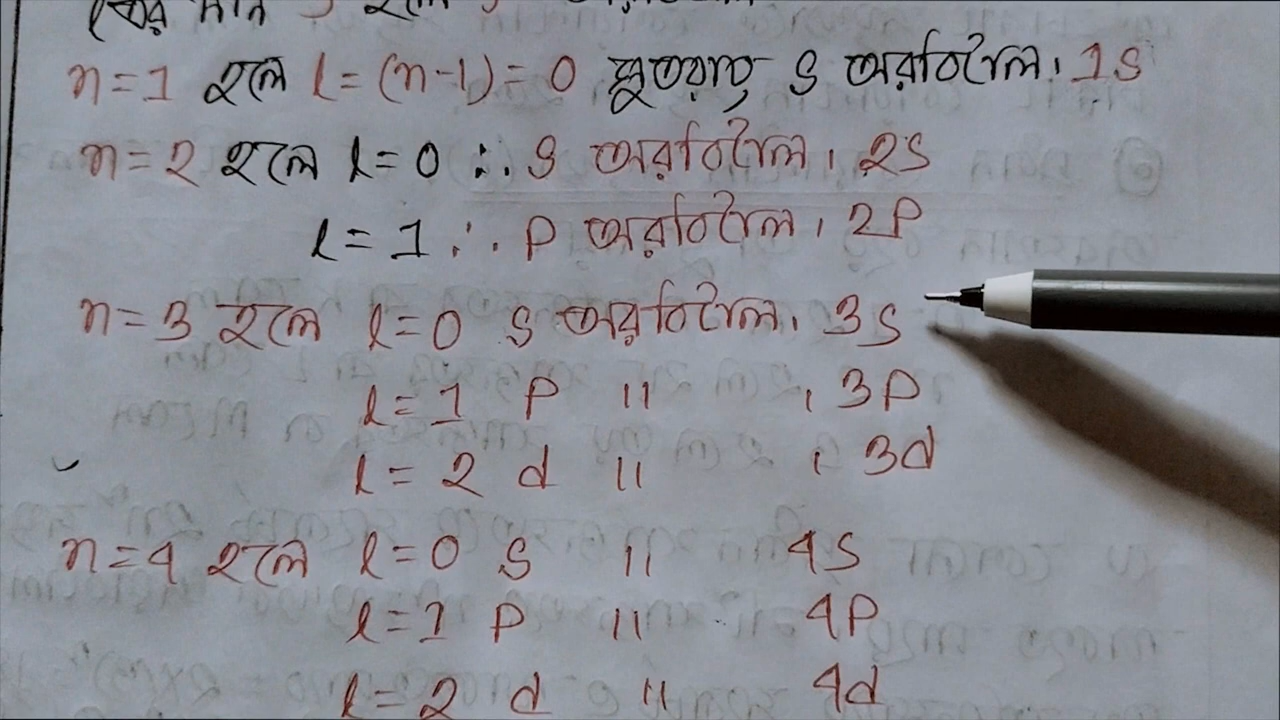 n=1 হলে l=(n-1)=0 সুতরাং s অরবিটাল। 1s
n=2 হলে l=0 ∴ s অরবিটাল। 2s
l=1 ∴ p অরবিটাল। 2p
n=3 হলে l=0 s অরবিটাল। 3s
l=1 p " । 3p
l=2 d " । 3d
n=4 হলে l=0 s " 4s
l=1 p " 4p
l=2 d " 4d